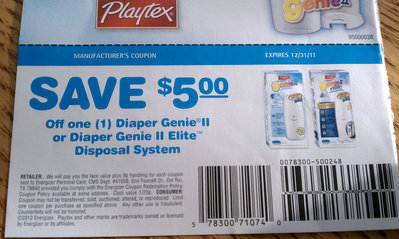 Playtex
Genie
95000038
MANUFACTURER'S COUPON EXPIRES 12/31/11
SAVE $5.00
Off one (1) Diaper Genie® II
or Diaper Genie II Elite™
Disposal System
0078300-500248
RETAILER: We will pay you the face value plus 8¢ handling for each coupon
sent to Energizer Personal Care, CMS Dept. #41058, One Fawcett Dr., Del Rio,
TX 78840 provided you comply with the Energizer Coupon Redemption Policy.
Policy Copy available at same address. Cash value 1/20¢. CONSUMER:
Coupon may not be transferred, sold, auctioned, altered, or reproduced. Limit
one coupon per purchase as specified above. Any other use is fraudulent.
Counterfeits will not be honored.
©2010 Energizer. Playtex and other marks are trademarks owned or licensed
by Energizer or its affiliates.
5 78300 71074 0